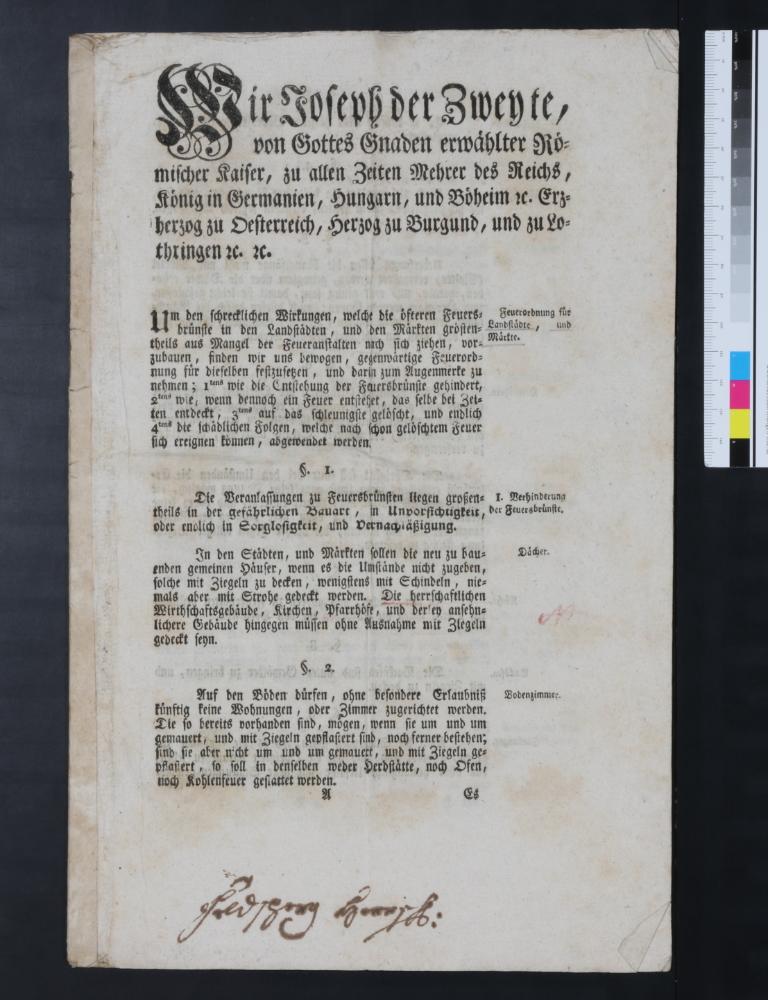 Wir Joseph der Zweyte,
von Gottes Gnaden erwählter Rö-
mischer Kaiser, zu allen Zeiten Mehrer des Reichs,
König in Germanien, Hungarn, und Böheim ꝛc. Erz-
herzog zu Oesterreich, Herzog zu Burgund, und zu Lo-
thringen ꝛc. ꝛc.
Um den schrecklichen Wirkungen, welche die öfteren Feuers-
brünste in den Landstädten, und den Märkten grösten-
theils aus Mangel der Feueranstalten nach sich ziehen, vor-
zubauen, finden wir uns bewogen, gegenwärtige Feuerord-
nung für dieselben festzusetzen, und darin zum Augenmerke zu
nehmen; 1tens wie die Entstehung der Feuersbrünste gehindert,
2tens wie, wenn dennoch ein Feuer entstehet, das selbe bei Zei-
ten entdeckt, 3tens auf das schleunigste gelöscht, und endlich
4tens die schädlichen Folgen, welche nach schon gelöschtem Feuer
sich ereignen können, abgewendet werden.
Feuerordnung für
Landstädte, und
Märkte.
§. 1.
Die Veranlassungen zu Feuersbrünsten liegen großen-
theils in der gefährlichen Bauart, in Unvorsichtigkeit,
oder endlich in Sorglosigkeit, und Vernachläßigung.
I. Verhinderung
der Feuersbrünste.
In den Städten, und Märkten sollen die neu zu bau-
enden gemeinen Häuser, wenn es die Umstände nicht zugeben,
solche mit Ziegeln zu decken, wenigstens mit Schindeln, nie-
mals aber mit Strohe gedeckt werden. Die herrschaftlichen
Wirthschaftsgebäude, Kirchen, Pfarrhöfe, und derley ansehn-
lichere Gebäude hingegen müssen ohne Ausnahme mit Ziegeln
gedeckt seyn.
Dächer.
§. 2.
Auf den Böden dürfen, ohne besondere Erlaubniß
künftig keine Wohnungen, oder Zimmer zugerichtet werden.
Die so bereits vorhanden sind, mögen, wenn sie um und um
gemauert, und mit Ziegeln gepflastert sind, noch ferner bestehen;
sind sie aber nicht um und um gemauert, und mit Ziegeln ge-
pflastert, so soll in denselben weder Herdstätte, noch Ofen,
noch Kohlenfeuer gestattet werden.
Bodenzimmer.
A Es